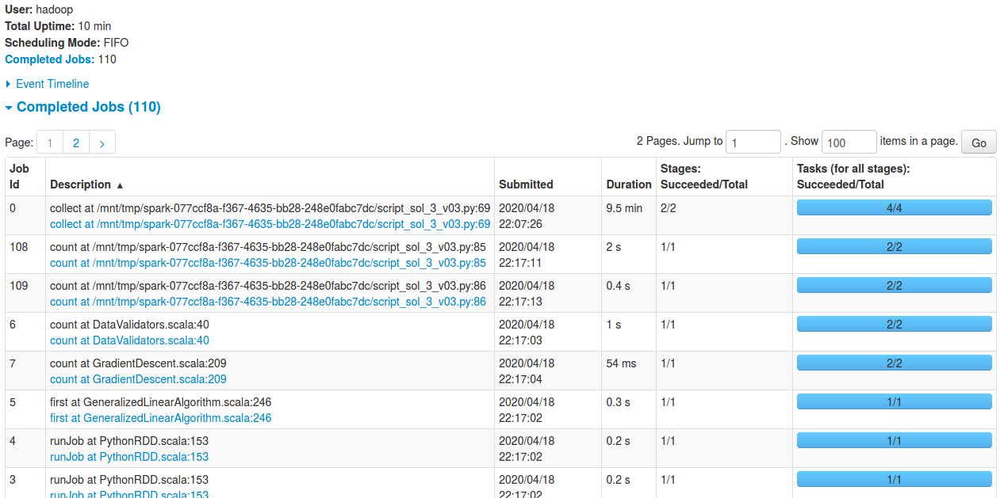 User: hadoop
Total Uptime: 10 min
Scheduling Mode: FIFO
Completed Jobs: 110
Event Timeline
Completed Jobs (110)
Page: 1 2 > 2 Pages. Jump to 1 . Show 100 items in a page. Go
Job Id Description ▲ Submitted Duration Stages: Succeeded/Total Tasks (for all stages): Succeeded/Total
0 collect at /mnt/tmp/spark-077ccf8a-f367-4635-bb28-248e0fabc7dc/script_sol_3_v03.py:69 2020/04/18 9.5 min 2/2 4/4
collect at /mnt/tmp/spark-077ccf8a-f367-4635-bb28-248e0fabc7dc/script_sol_3_v03.py:69 22:07:26
108 count at /mnt/tmp/spark-077ccf8a-f367-4635-bb28-248e0fabc7dc/script_sol_3_v03.py:85 2020/04/18 2 s 1/1 2/2
count at /mnt/tmp/spark-077ccf8a-f367-4635-bb28-248e0fabc7dc/script_sol_3_v03.py:85 22:17:11
109 count at /mnt/tmp/spark-077ccf8a-f367-4635-bb28-248e0fabc7dc/script_sol_3_v03.py:86 2020/04/18 0.4 s 1/1 2/2
count at /mnt/tmp/spark-077ccf8a-f367-4635-bb28-248e0fabc7dc/script_sol_3_v03.py:86 22:17:13
6 count at DataValidators.scala:40 2020/04/18 1 s 1/1 2/2
count at DataValidators.scala:40 22:17:03
7 count at GradientDescent.scala:209 2020/04/18 54 ms 1/1 2/2
count at GradientDescent.scala:209 22:17:04
5 first at GeneralizedLinearAlgorithm.scala:246 2020/04/18 0.3 s 1/1 1/1
first at GeneralizedLinearAlgorithm.scala:246 22:17:02
4 runJob at PythonRDD.scala:153 2020/04/18 0.2 s 1/1 1/1
runJob at PythonRDD.scala:153 22:17:02
3 runJob at PythonRDD.scala:153 2020/04/18 0.2 s 1/1 1/1
runJob at PythonRDD.scala:153 22:17:02